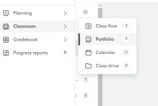 Planning
Classroom
Gradebook
Progress reports
Class flow
Portfolio
Calendar
Class drive